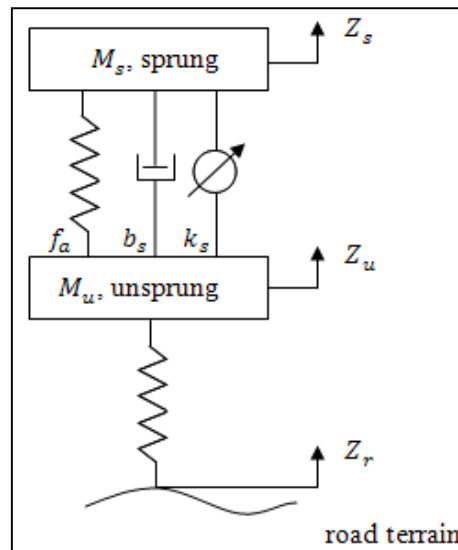 Z_s
M_s, sprung
f_a b_s k_s
Z_u
M_u, unsprung
Z_r
road terrain